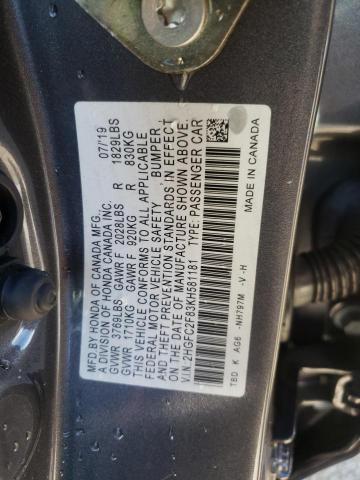 MFD. BY HONDA OF CANADA MFG. 07/19
A DIVISION OF HONDA CANADA INC.
GVWR 3765LBS GAWR F 2028LBS R 1829LBS
GVWR 1710KG GAWR F 920KG R 830KG
THIS VEHICLE CONFORMS TO ALL APPLICABLE
FEDERAL MOTOR VEHICLE SAFETY BUMPER
AND THEFT PREVENTION STANDARDS IN EFFECT
ON THE DATE OF MANUFACTURE SHOWN ABOVE.
V.I.N. 2HGFC2F83KH581181 TYPE: PASSENGER CAR
TBD K AG6 -NH797M -V-H
MADE IN CANADA